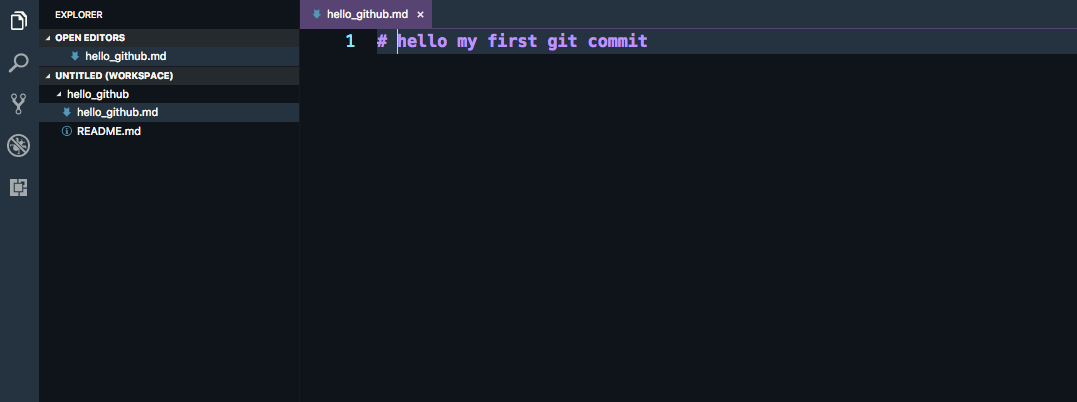 EXPLORER
OPEN EDITORS
hello_github.md
UNTITLED (WORKSPACE)
hello_github
hello_github.md
README.md
hello_github.md ×
1 # hello my first git commit